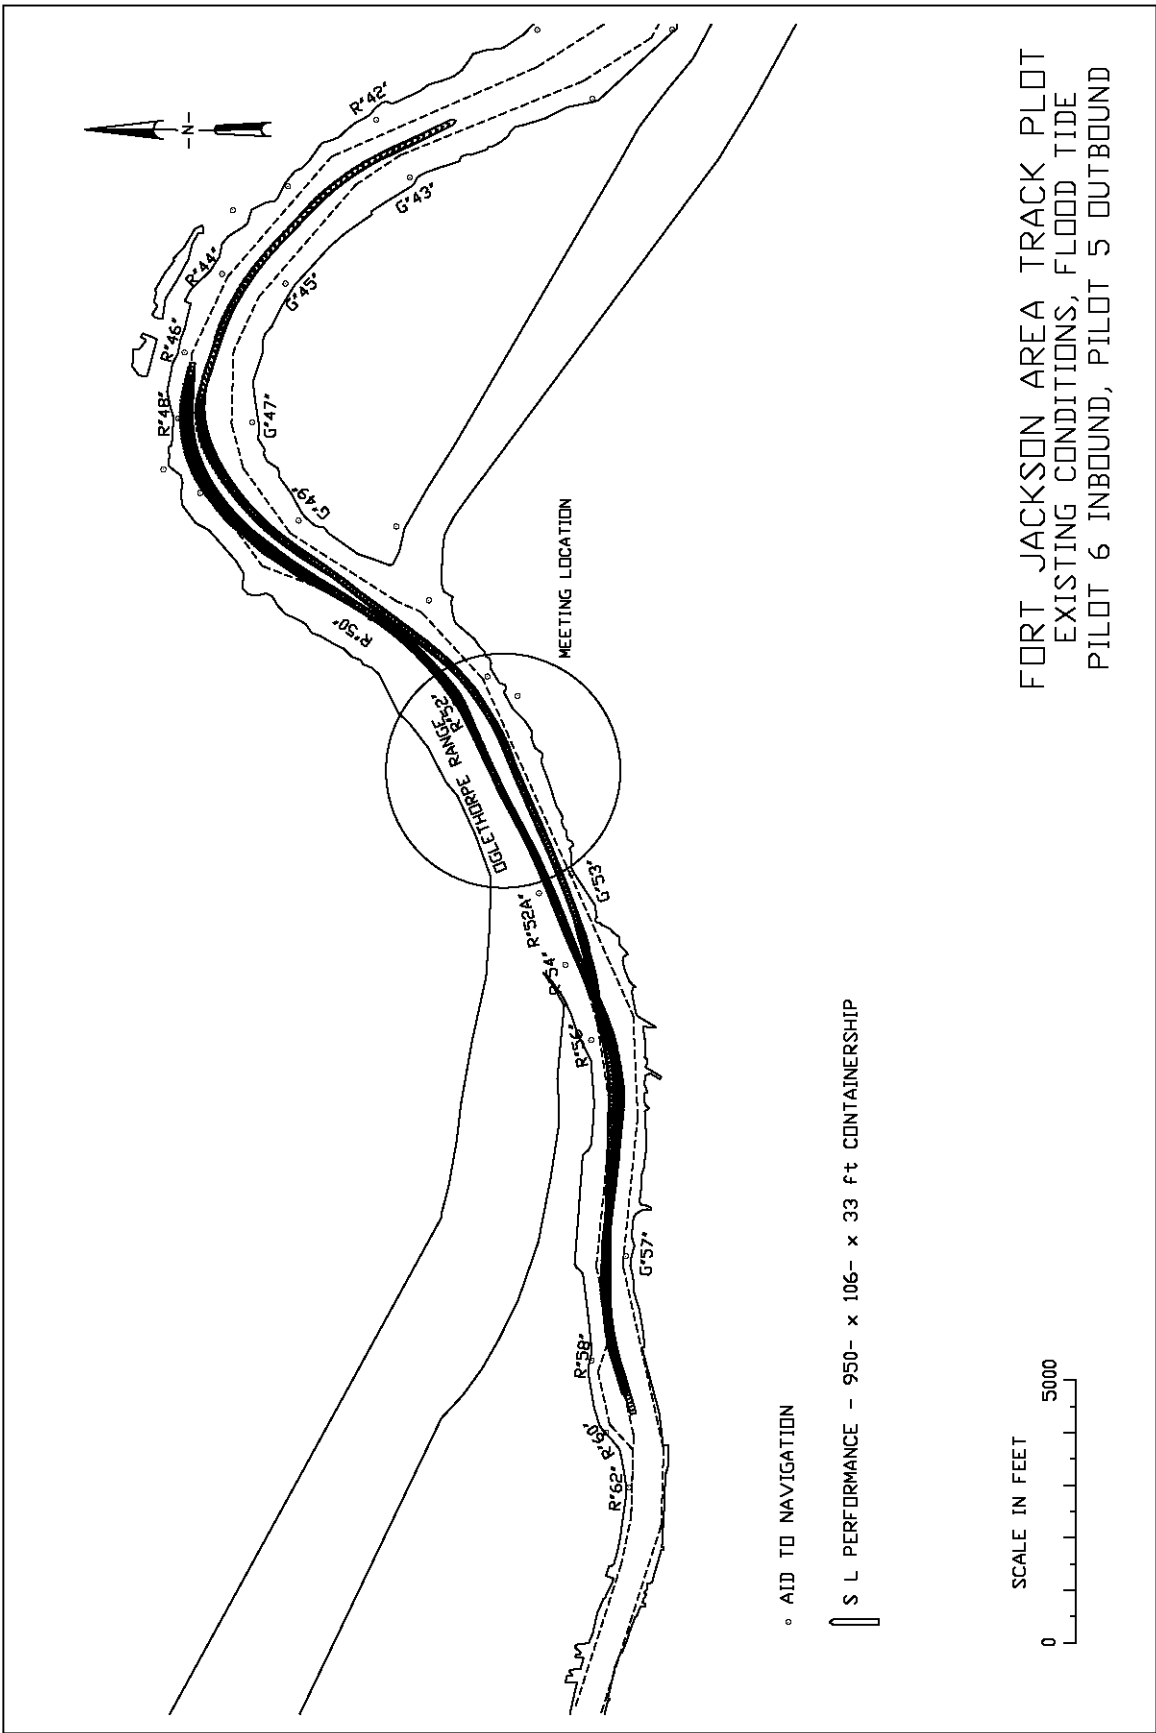 R"42"
-N-
R"44"
R"46"
R"48"
G"43"
G"45"
G"47"
G"49"
R"50"
MEETING LOCATION
R"52"
OGLETHORPE RANGE
R"52A"
G"53"
R"54"
R"56"
G"57"
R"58"
R"60"
R"62"
° AID TO NAVIGATION
S L PERFORMANCE - 950- x 106- x 33 ft CONTAINERSHIP
SCALE IN FEET
0 5000
FORT JACKSON AREA TRACK PLOT
EXISTING CONDITIONS, FLOOD TIDE
PILOT 6 INBOUND, PILOT 5 OUTBOUND